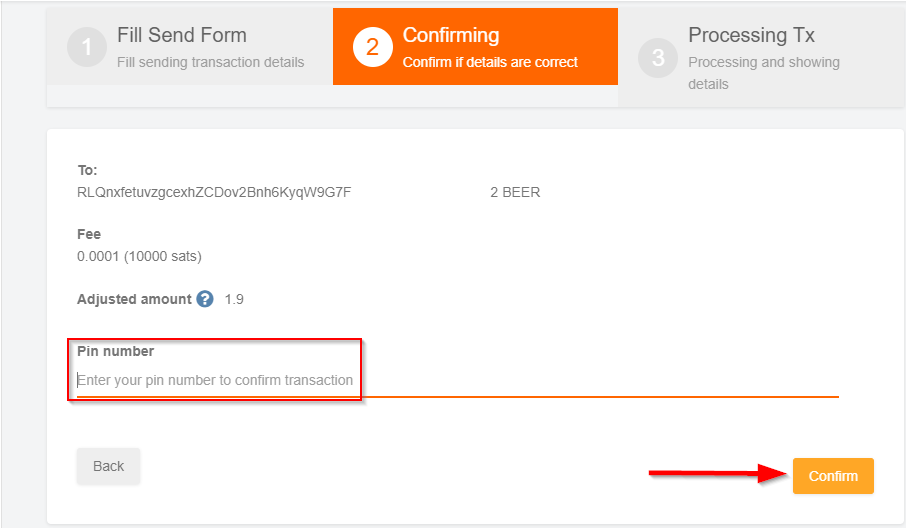 1
Fill Send Form
Fill sending transaction details
2
Confirming
Confirm if details are correct
3
Processing Tx
Processing and showing
details
To:
RLQnxfetuvzgcexhZCDov2Bnh6KyqW9G7F 2 BEER
Fee
0.0001 (10000 sats)
Adjusted amount ? 1.9
Pin number
Enter your pin number to confirm transaction
Back
Confirm